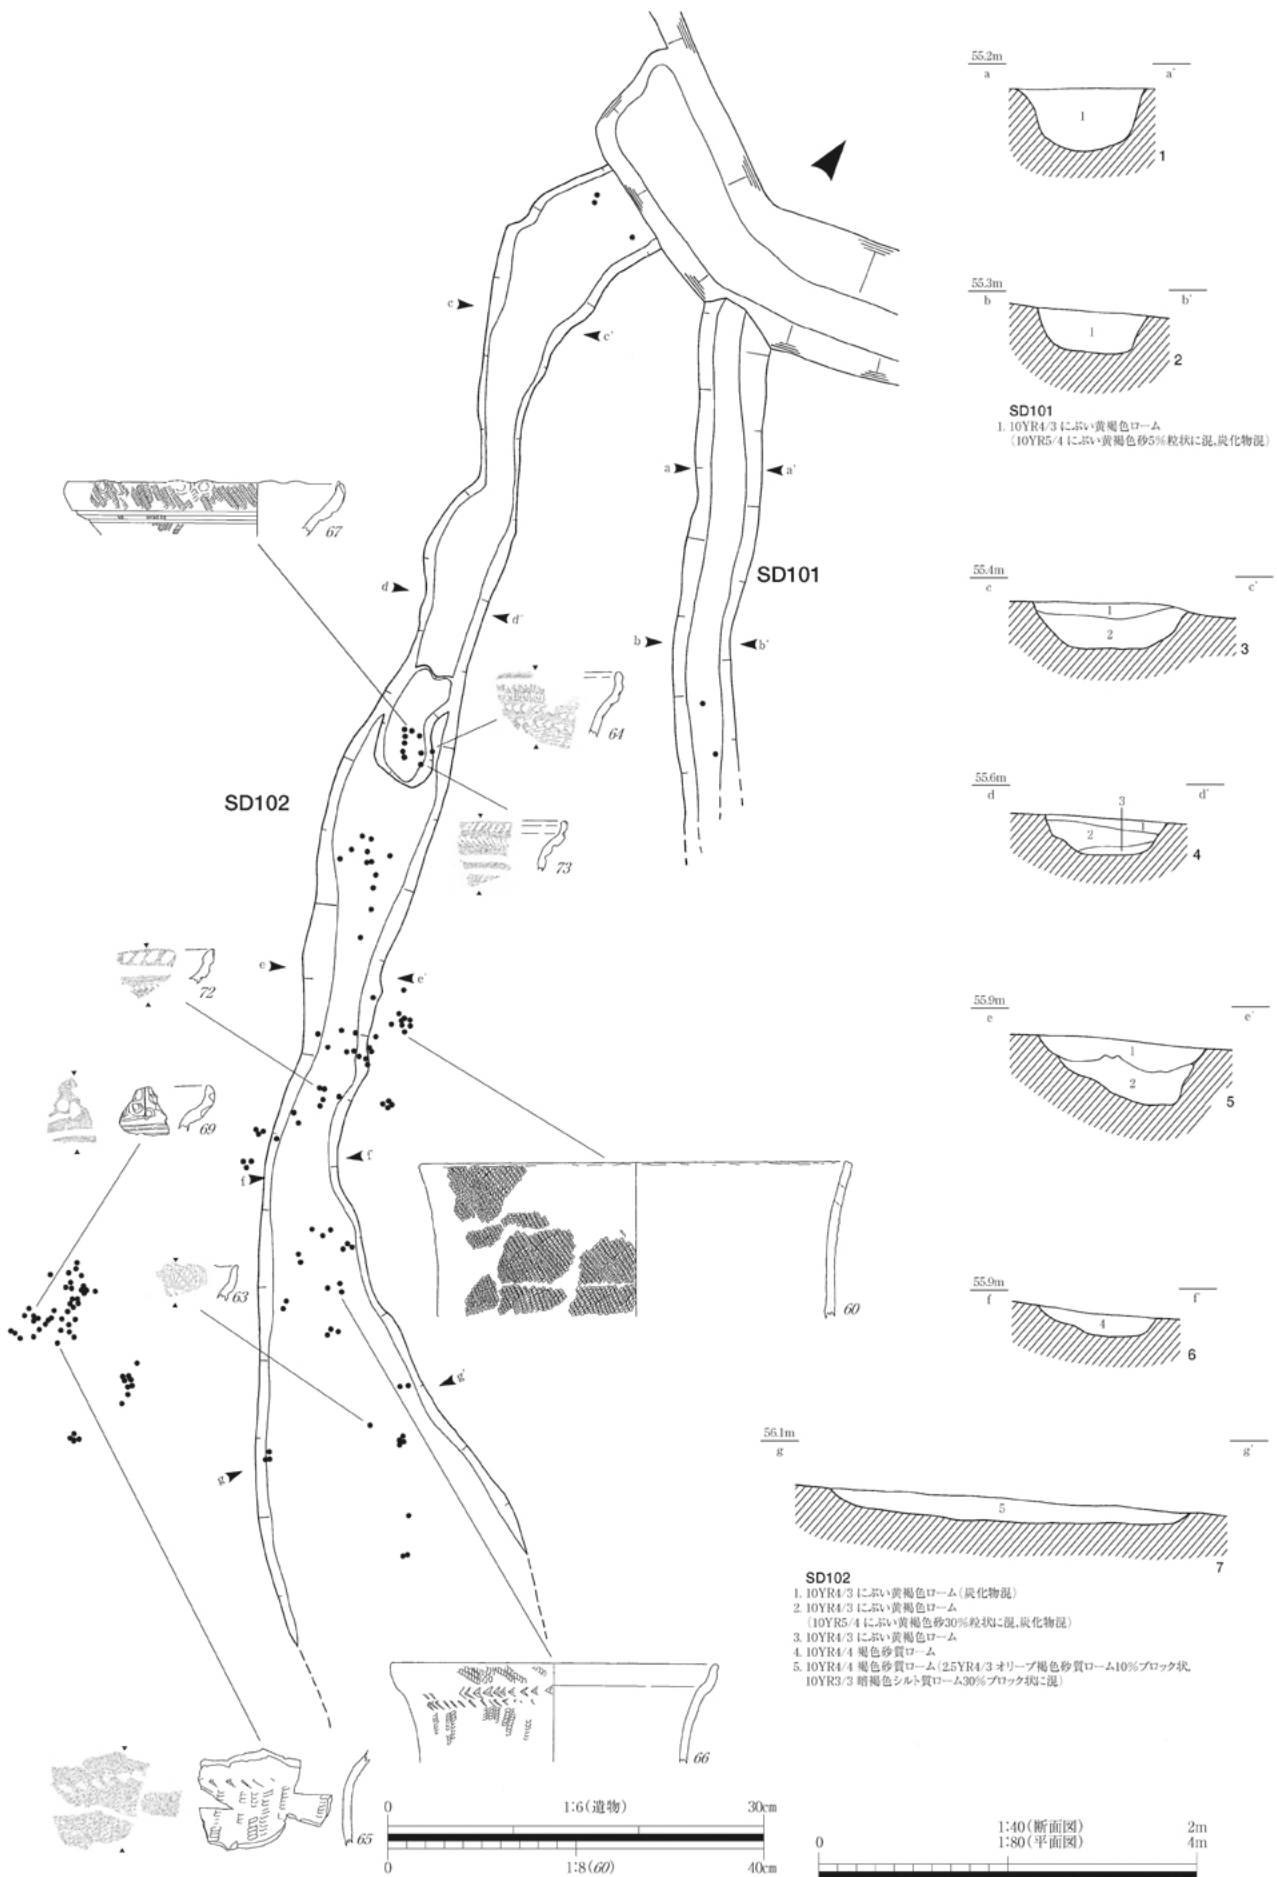 55.2m
a a′
1
1
55.3m
b b′
1
2
SD101
1. 10YR4/3 にぶい黄褐色ローム
(10YR5/4 にぶい黄褐色砂5%粒状に混,炭化物混)
c
c′
a a′
67
SD101
55.4m
c c′
1
2
3
d
d′
b b′
64
SD102
55.6m
d d′
3
1
2
4
73
e e′
72
55.9m
e e′
1
2
5
69
f f′
63
60
55.9m
f f′
4
6
g′
g
56.1m
g g′
5
7
SD102
1. 10YR4/3 にぶい黄褐色ローム(炭化物混)
2. 10YR4/3 にぶい黄褐色ローム
(10YR5/4 にぶい黄褐色砂30%粒状に混,炭化物混)
3. 10YR4/3 にぶい黄褐色ローム
4. 10YR4/4 褐色砂質ローム
5. 10YR4/4 褐色砂質ローム(2.5YR4/3 オリーブ褐色砂質ローム10%ブロック状,
10YR3/3 暗褐色シルト質ローム30%ブロック状に混)
66
65
0 1:6(遺物) 30cm
0 1:8(60) 40cm
1:40(断面図) 2m
0 1:80(平面図) 4m